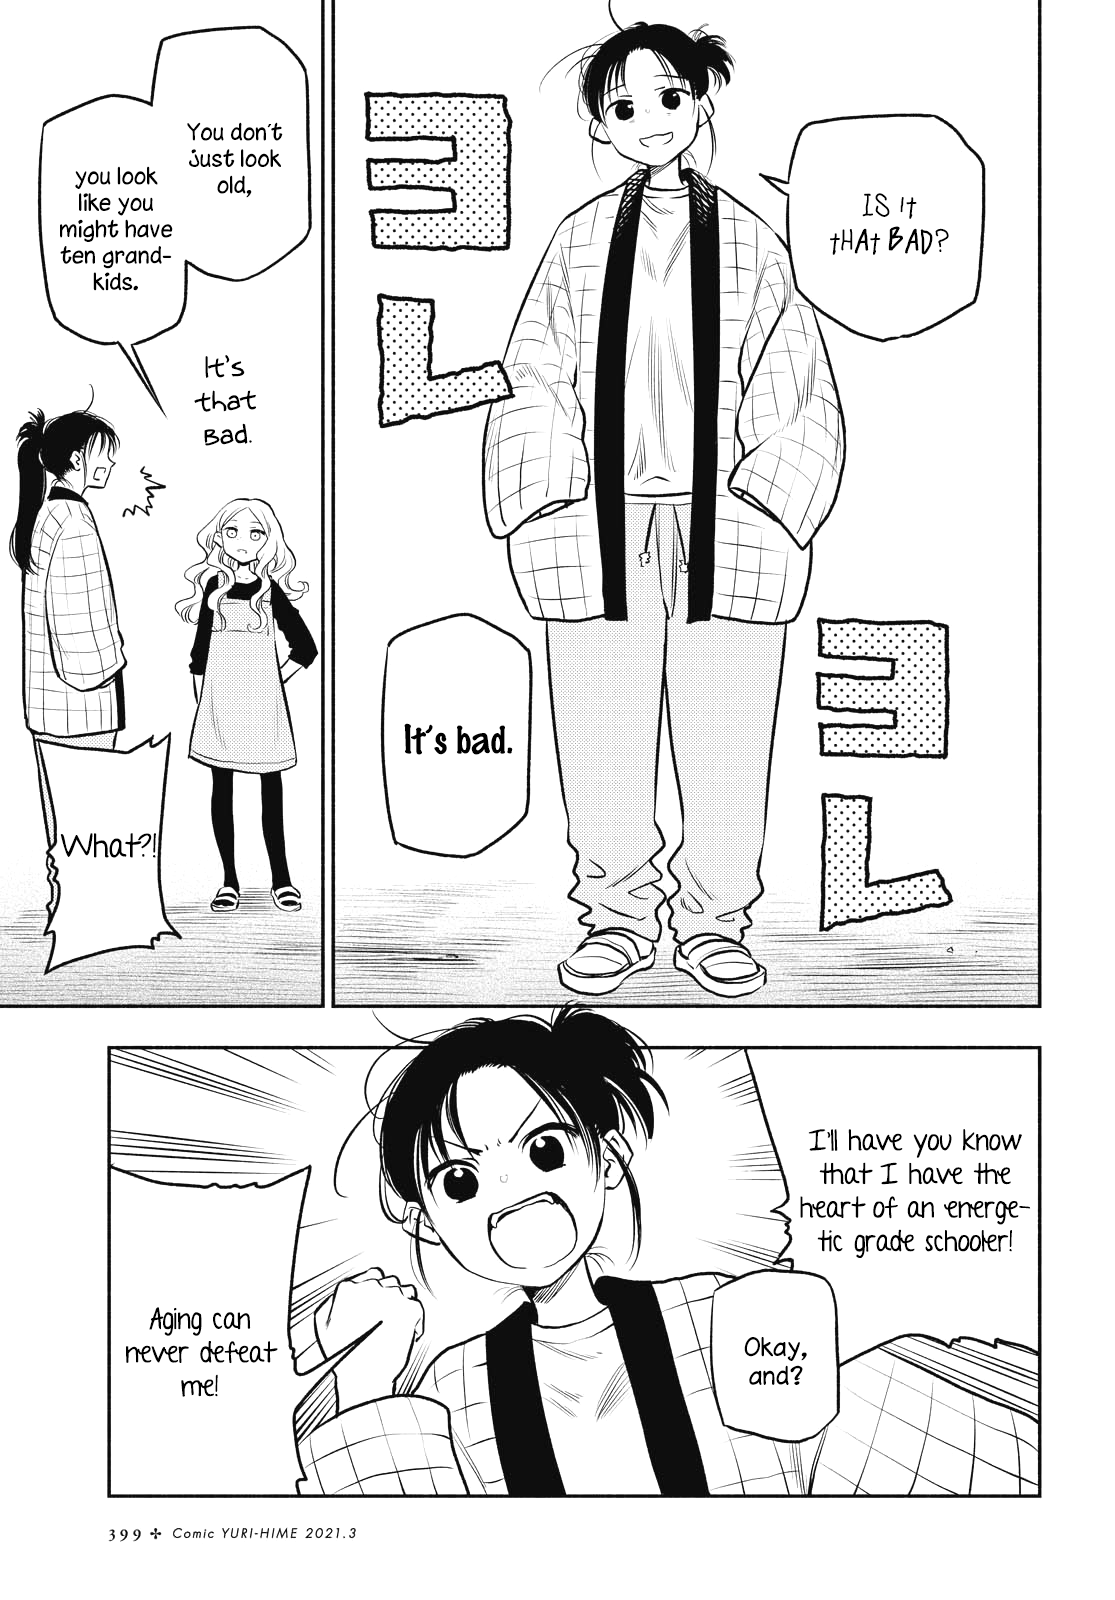 IS It
tHAt BAD?
ヨレ
ヨレ
It's bad.
You don't
just look
old,
you look
like you
might have
ten grand-
kids.
It's
that
Bad.
What?!
I'll have you know
that I have the
heart of an energe-
tic grade schooler!
Okay,
and?
Aging can
never defeat
me!
399 ✣ Comic YURI-HIME 2021.3